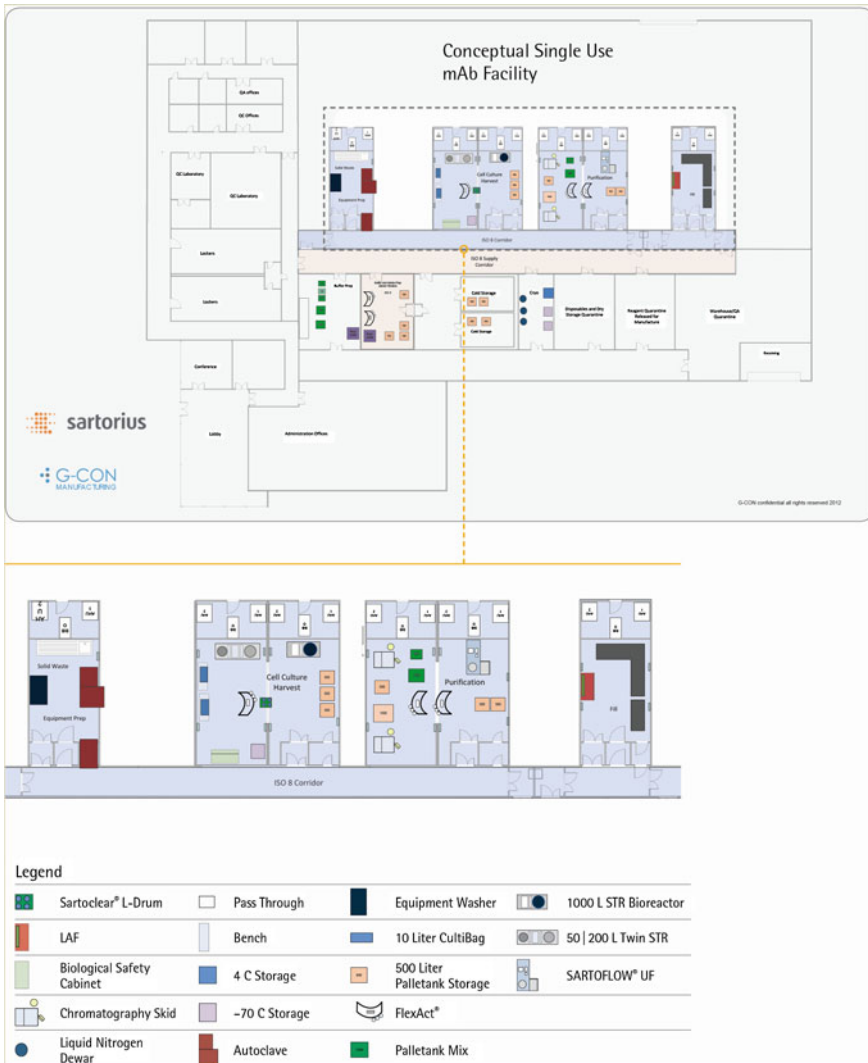 Conceptual Single Use
mAb Facility
QA offices
QC Offices
QC Laboratory
QC Laboratory
Lockers
Lockers
Conference
Lobby
Administration Offices
Solid Waste
Equipment Prep
Cell Culture
Harvest
Purification
Fill
ISO 8 Corridor
ISO 8 Supply
Corridor
Buffer Prep
Cold Storage
Cold Storage
Cryo
Disposables and Dry
Storage Quarantine
Reagent Quarantine
Released for
Manufacture
Warehouse/QA
Quarantine
Receiving
sartorius
G-CON
MANUFACTURING
G-CON confidential all rights reserved 2012
Solid Waste
Equipment Prep
Cell Culture
Harvest
Purification
Fill
ISO 8 Corridor
Legend
Sartoclear® L-Drum
Pass Through
Equipment Washer
1000 L STR Bioreactor
LAF
Bench
10 Liter CultiBag
50 | 200 L Twin STR
Biological Safety
Cabinet
4 C Storage
500 Liter
Palletank Storage
SARTOFLOW® UF
Chromatography Skid
-70 C Storage
FlexAct®
Liquid Nitrogen
Dewar
Autoclave
Palletank Mix